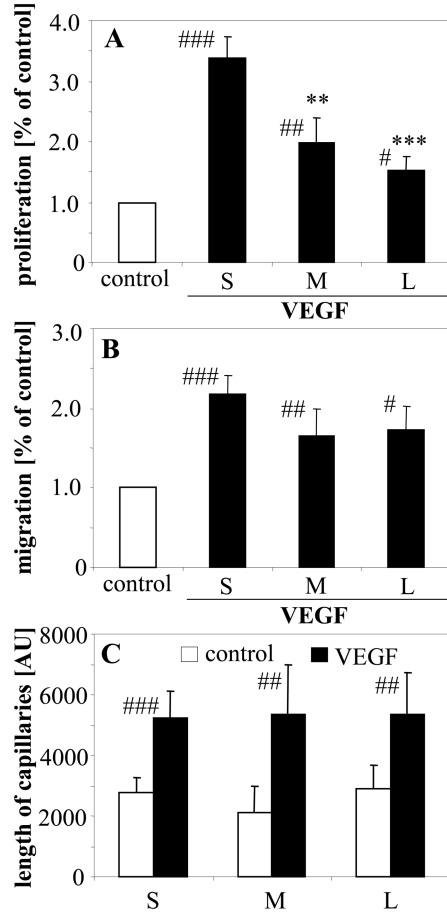 A
proliferation [% of control]
4.0
3.0
2.0
1.0
0
###
##
**
#
***
control
S
M
L
VEGF
B
migration [% of control]
3.0
2.0
1.0
0
###
##
#
control
S
M
L
VEGF
C
control
VEGF
length of capillaries [AU]
8000
6000
4000
2000
0
###
##
##
S
M
L